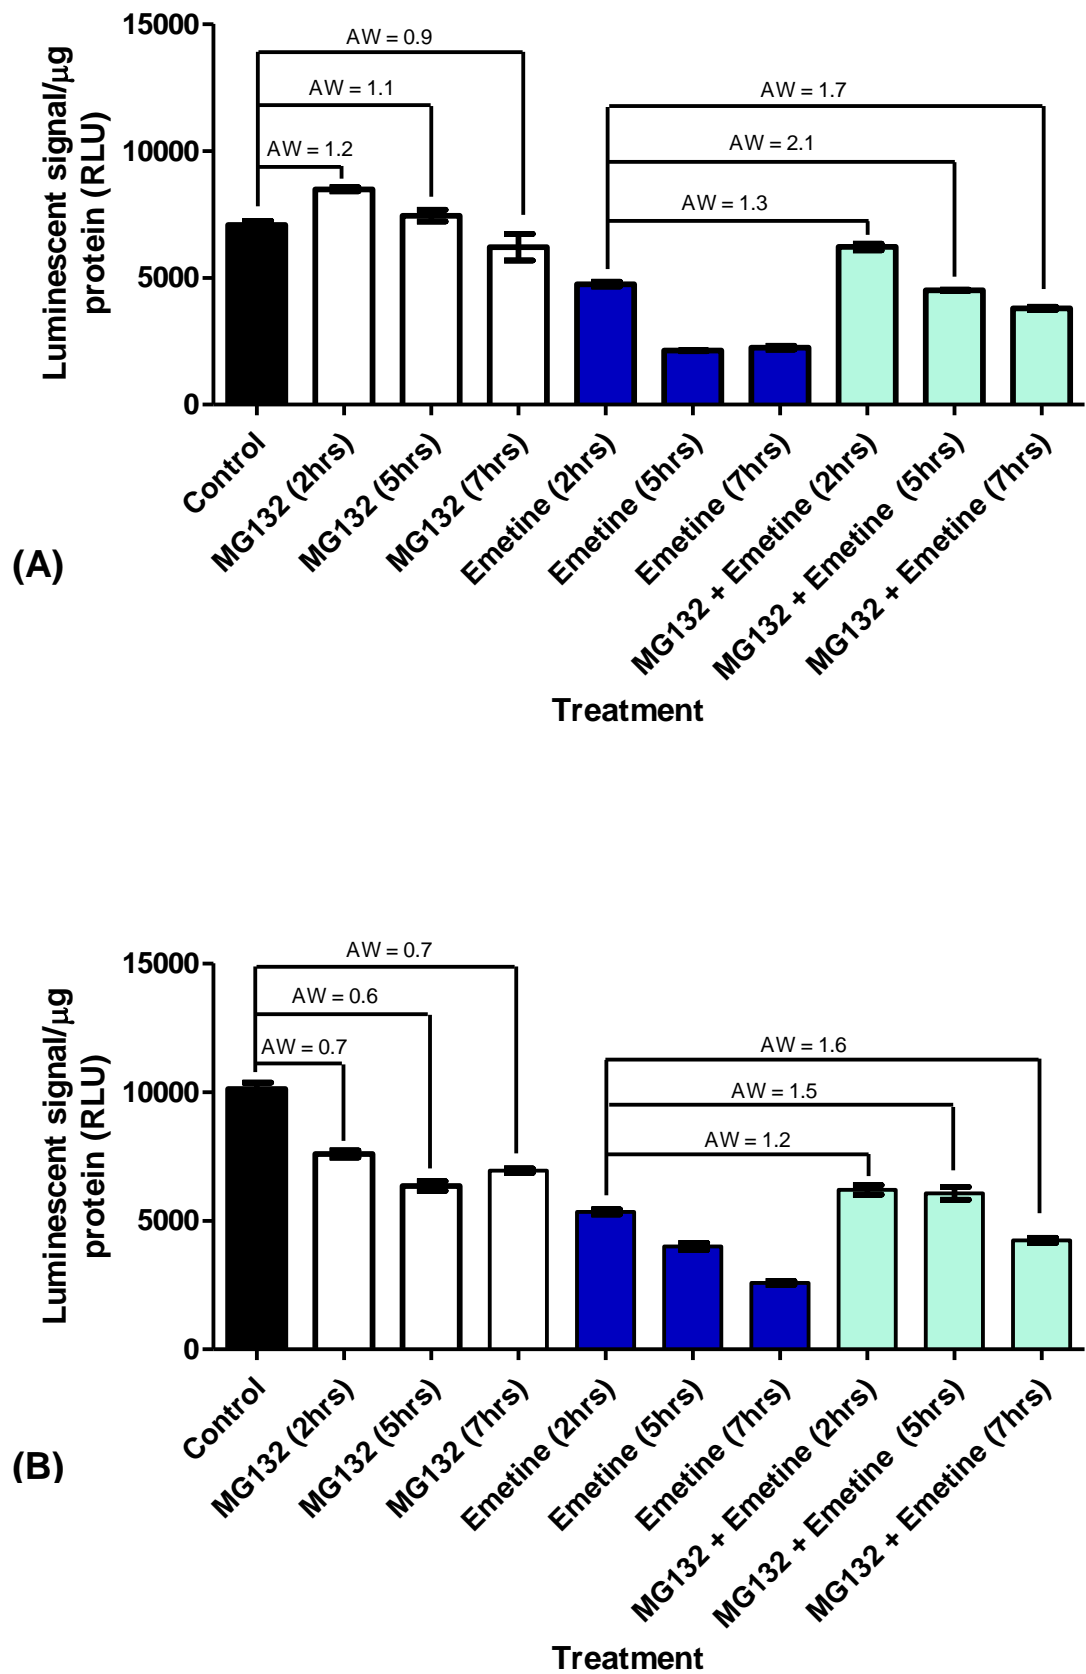 15000
10000
5000
0
Luminescent signal/μg
protein (RLU)
AW = 0.9
AW = 1.1
AW = 1.2
AW = 1.7
AW = 2.1
AW = 1.3
Control
MG132 (2hrs)
MG132 (5hrs)
MG132 (7hrs)
Emetine (2hrs)
Emetine (5hrs)
Emetine (7hrs)
MG132 + Emetine (2hrs)
MG132 + Emetine (5hrs)
MG132 + Emetine (7hrs)
(A)
Treatment
15000
10000
5000
0
Luminescent signal/μg
protein (RLU)
AW = 0.7
AW = 0.6
AW = 0.7
AW = 1.6
AW = 1.5
AW = 1.2
Control
MG132 (2hrs)
MG132 (5hrs)
MG132 (7hrs)
Emetine (2hrs)
Emetine (5hrs)
Emetine (7hrs)
MG132 + Emetine (2hrs)
MG132 + Emetine (5hrs)
MG132 + Emetine (7hrs)
(B)
Treatment